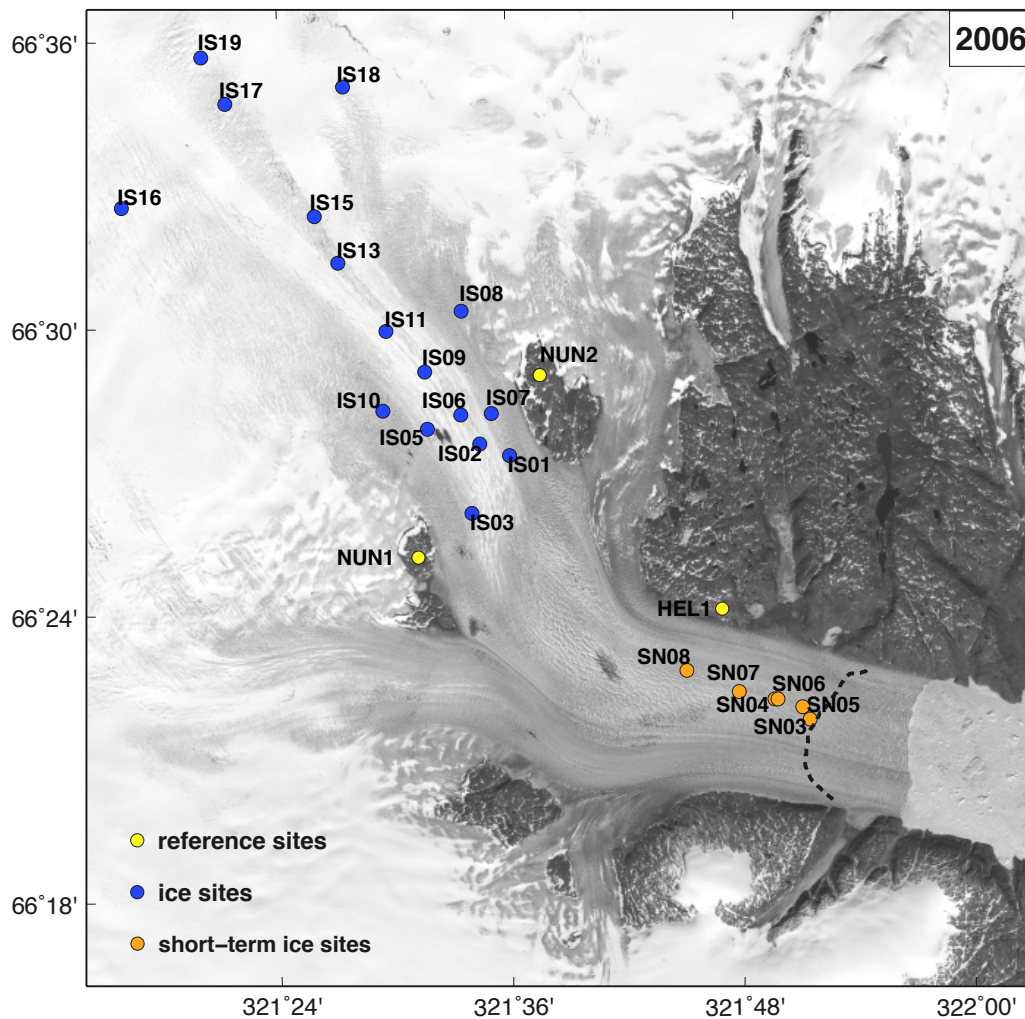 2006
66°36'
IS19
IS17
IS18
IS16
IS15
IS13
IS08
66°30'
IS11
NUN2
IS09
IS10
IS06
IS07
IS05
IS02
IS01
IS03
NUN1
66°24'
HEL1
SN08
SN07
SN06
SN04
SN05
SN03
reference sites
66°18'
ice sites
short–term ice sites
321°24'
321°36'
321°48'
322°00'